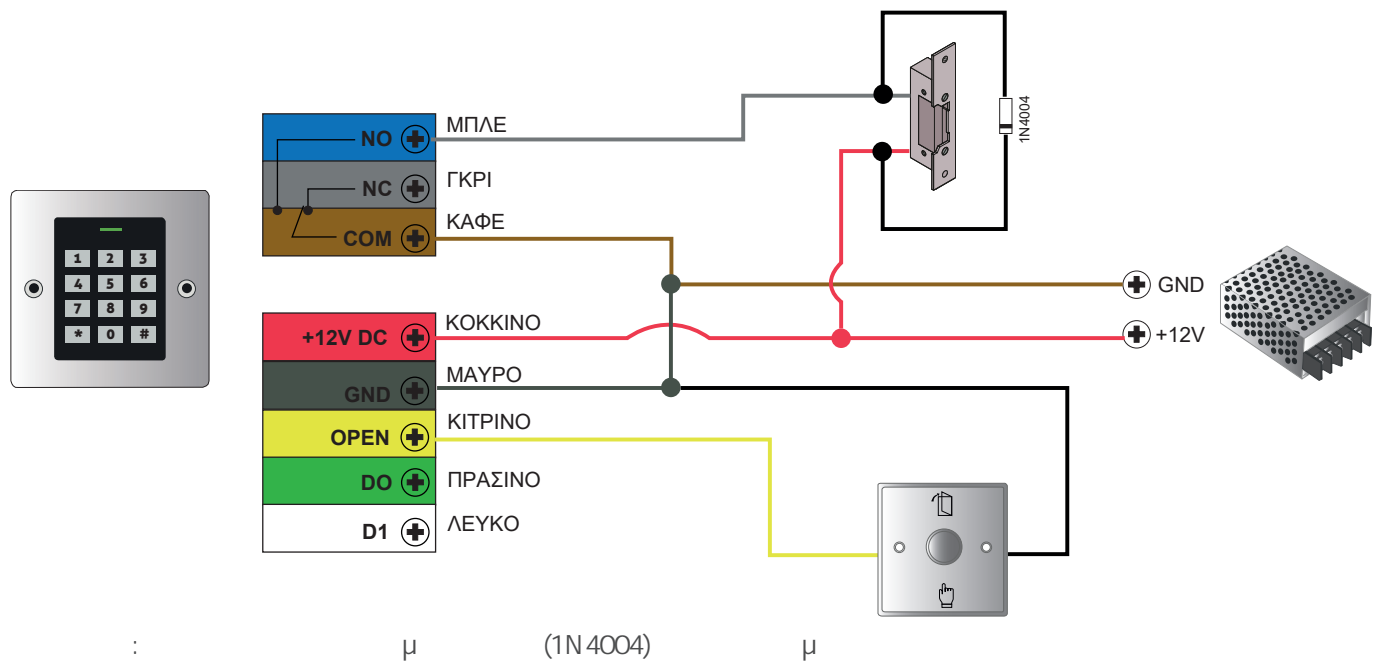 1N4004
NO ΜΠΛΕ
NC ΓΚΡΙ
COM ΚΑΦΕ
1 2 3
4 5 6
7 8 9
* 0 #
GND
+12V
+12V DC ΚΟΚΚΙΝΟ
GND ΜΑΥΡΟ
OPEN ΚΙΤΡΙΝΟ
DO ΠΡΑΣΙΝΟ
D1 ΛΕΥΚΟ
: μ (1N4004) μ